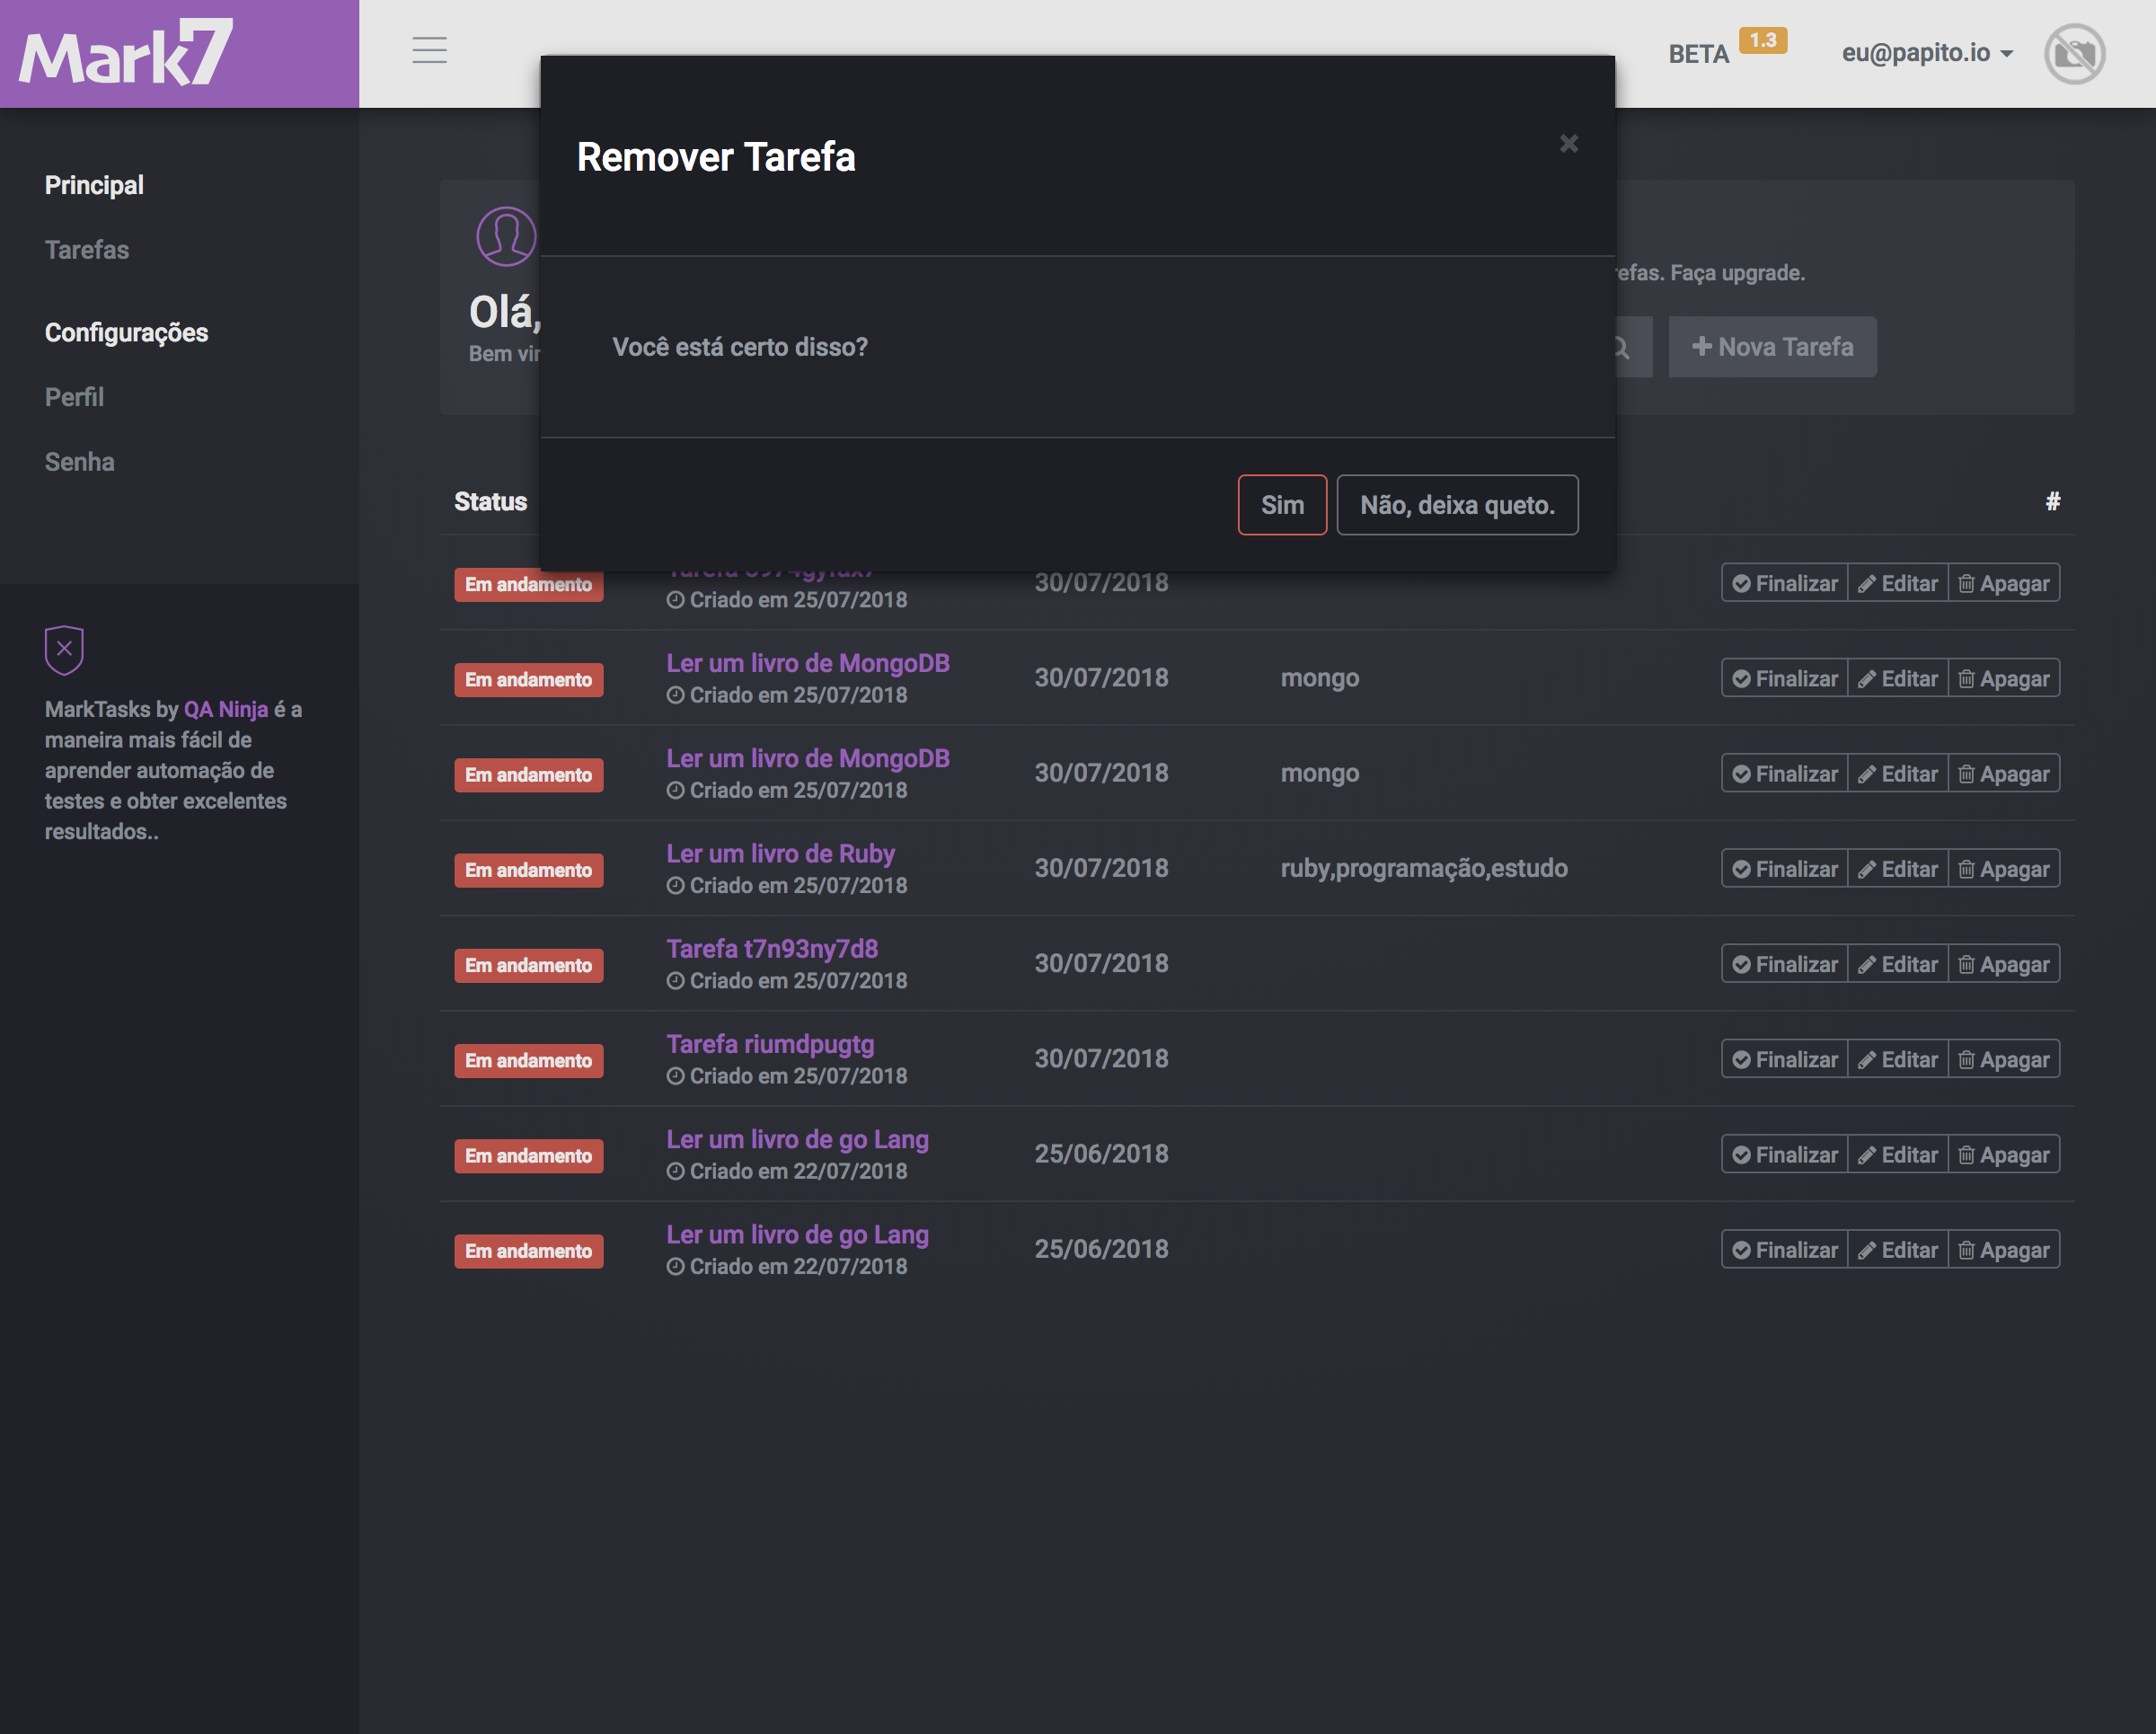 Mark7
BETA 1.3
eu@papito.io
Principal
Tarefas
Configurações
Perfil
Senha
MarkTasks by QA Ninja é a
maneira mais fácil de
aprender automação de
testes e obter excelentes
resultados..
Remover Tarefa
×
Você está certo disso?
Sim
Não, deixa queto.
Olá,
Bem
Faça upgrade.
Nova Tarefa
Status #
Em andamento 30/07/2018 Finalizar Editar Apagar
Criado em 25/07/2018
Ler um livro de MongoDB
Em andamento 30/07/2018 mongo Finalizar Editar Apagar
Criado em 25/07/2018
Ler um livro de MongoDB
Em andamento 30/07/2018 mongo Finalizar Editar Apagar
Criado em 25/07/2018
Ler um livro de Ruby
Em andamento 30/07/2018 ruby,programação,estudo Finalizar Editar Apagar
Criado em 25/07/2018
Tarefa t7n93ny7d8
Em andamento 30/07/2018 Finalizar Editar Apagar
Criado em 25/07/2018
Tarefa riumdpugtg
Em andamento 30/07/2018 Finalizar Editar Apagar
Criado em 25/07/2018
Ler um livro de go Lang
Em andamento 25/06/2018 Finalizar Editar Apagar
Criado em 22/07/2018
Ler um livro de go Lang
Em andamento 25/06/2018 Finalizar Editar Apagar
Criado em 22/07/2018